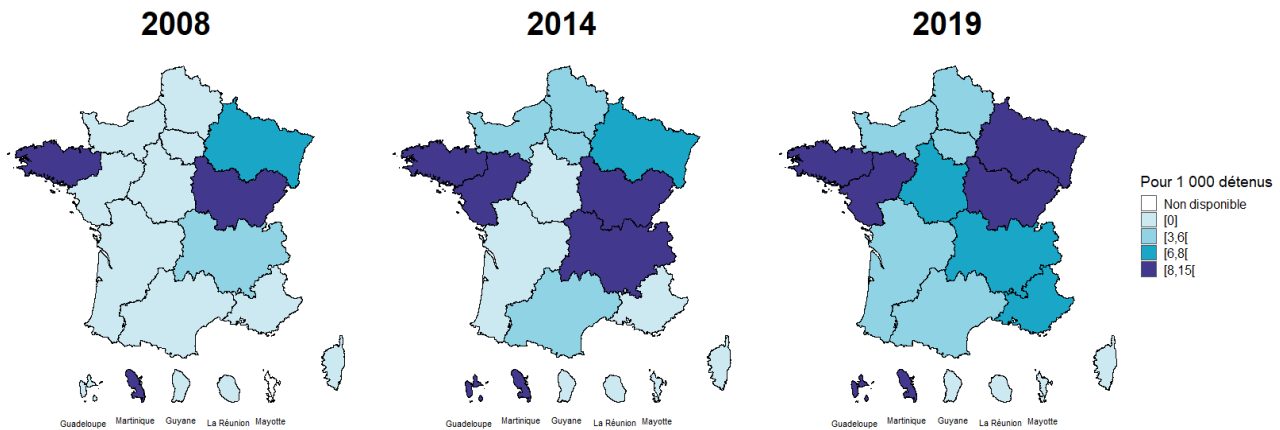 2008
2014
2019
Pour 1 000 détenus
Non disponible
[0]
[3,6[
[6,8[
[8,15[
Guadeloupe Martinique Guyane La Réunion Mayotte
Guadeloupe Martinique Guyane La Réunion Mayotte
Guadeloupe Martinique Guyane La Réunion Mayotte